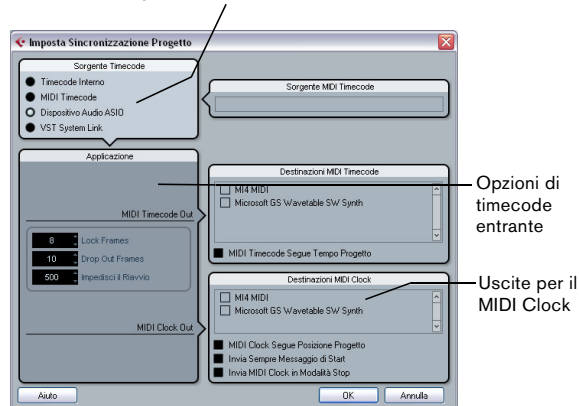 Imposta Sincronizzazione Progetto
Sorgente Timecode
Timecode Interno
MIDI Timecode
Dispositivo Audio ASIO
VST System Link
Sorgente MIDI Timecode
Applicazione
MIDI Timecode Out
8 Lock Frames
10 Drop Out Frames
500 Impedisci il Riavvio
MIDI Clock Out
Destinazioni MIDI Timecode
MI4 MIDI
Microsoft GS Wavetable SW Synth
MIDI Timecode Segue Tempo Progetto
Destinazioni MIDI Clock
MI4 MIDI
Microsoft GS Wavetable SW Synth
MIDI Clock Segue Posizione Progetto
Invia Sempre Messaggio di Start
Invia MIDI Clock in Modalità Stop
Aiuto
OK
Annulla
Opzioni di
timecode
entrante
Uscite per il
MIDI Clock